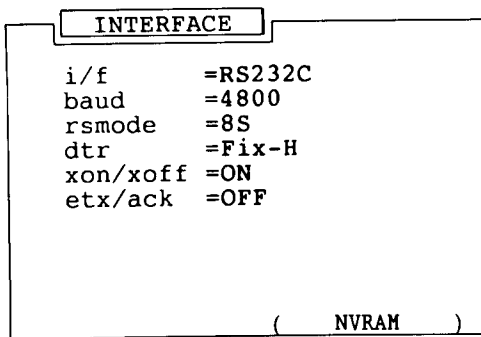 INTERFACE
i/f =RS232C
baud =4800
rsmode =8S
dtr =Fix-H
xon/xoff =ON
etx/ack =OFF
( NVRAM )